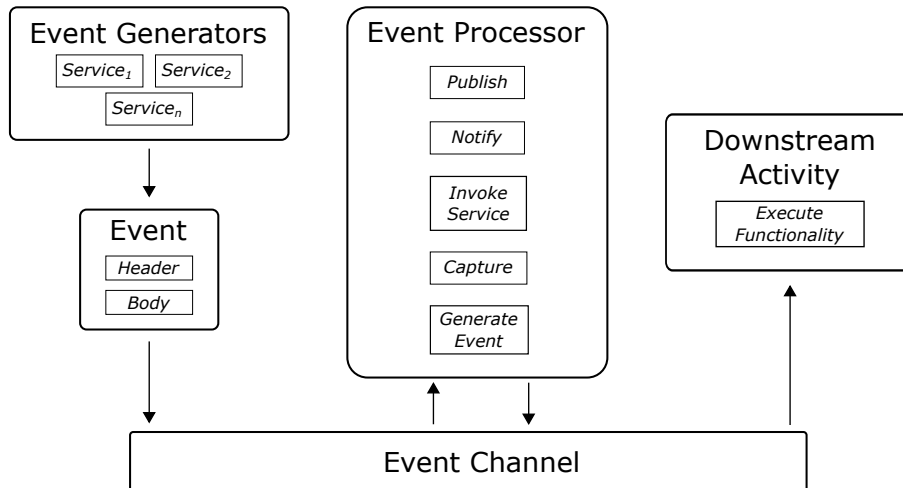 Event Generators
Service₁ Service₂
Serviceₙ
Event
Header
Body
Event Processor
Publish
Notify
Invoke
Service
Capture
Generate
Event
Downstream
Activity
Execute
Functionality
Event Channel